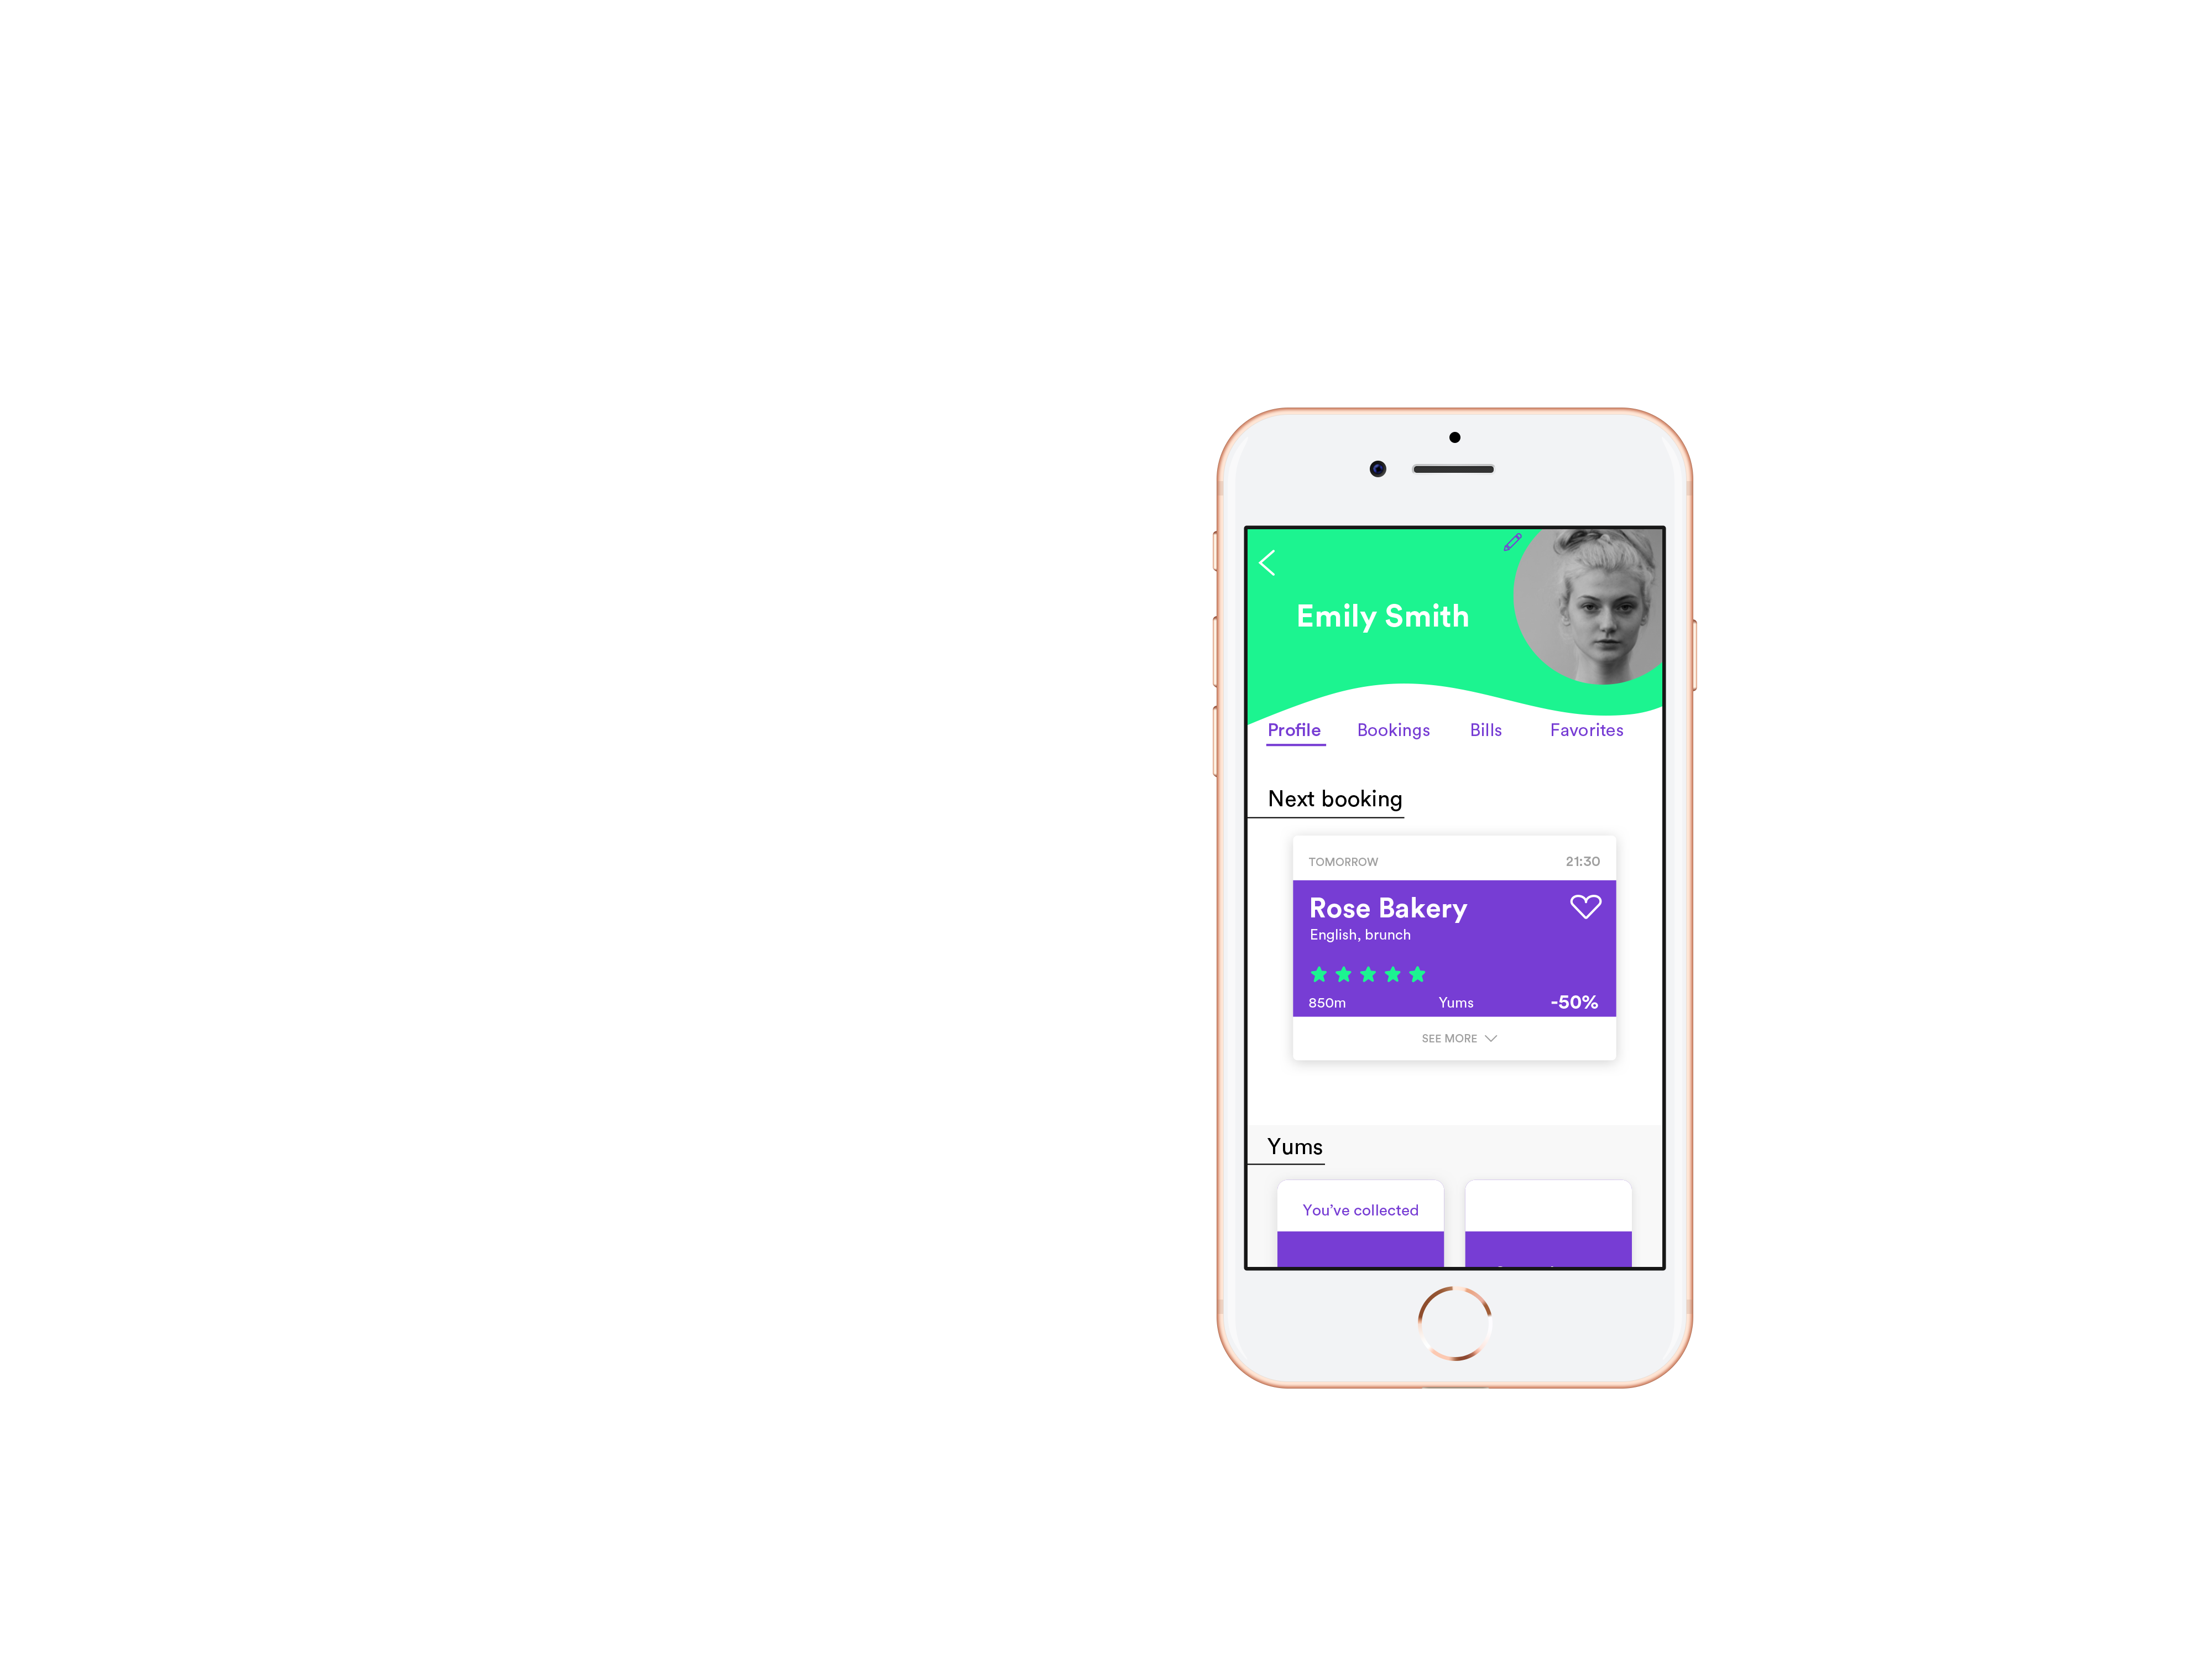 Emily Smith
Profile Bookings Bills Favorites
Next booking
TOMORROW 21:30
Rose Bakery
English, brunch
850m Yums -50%
SEE MORE
Yums
You’ve collected